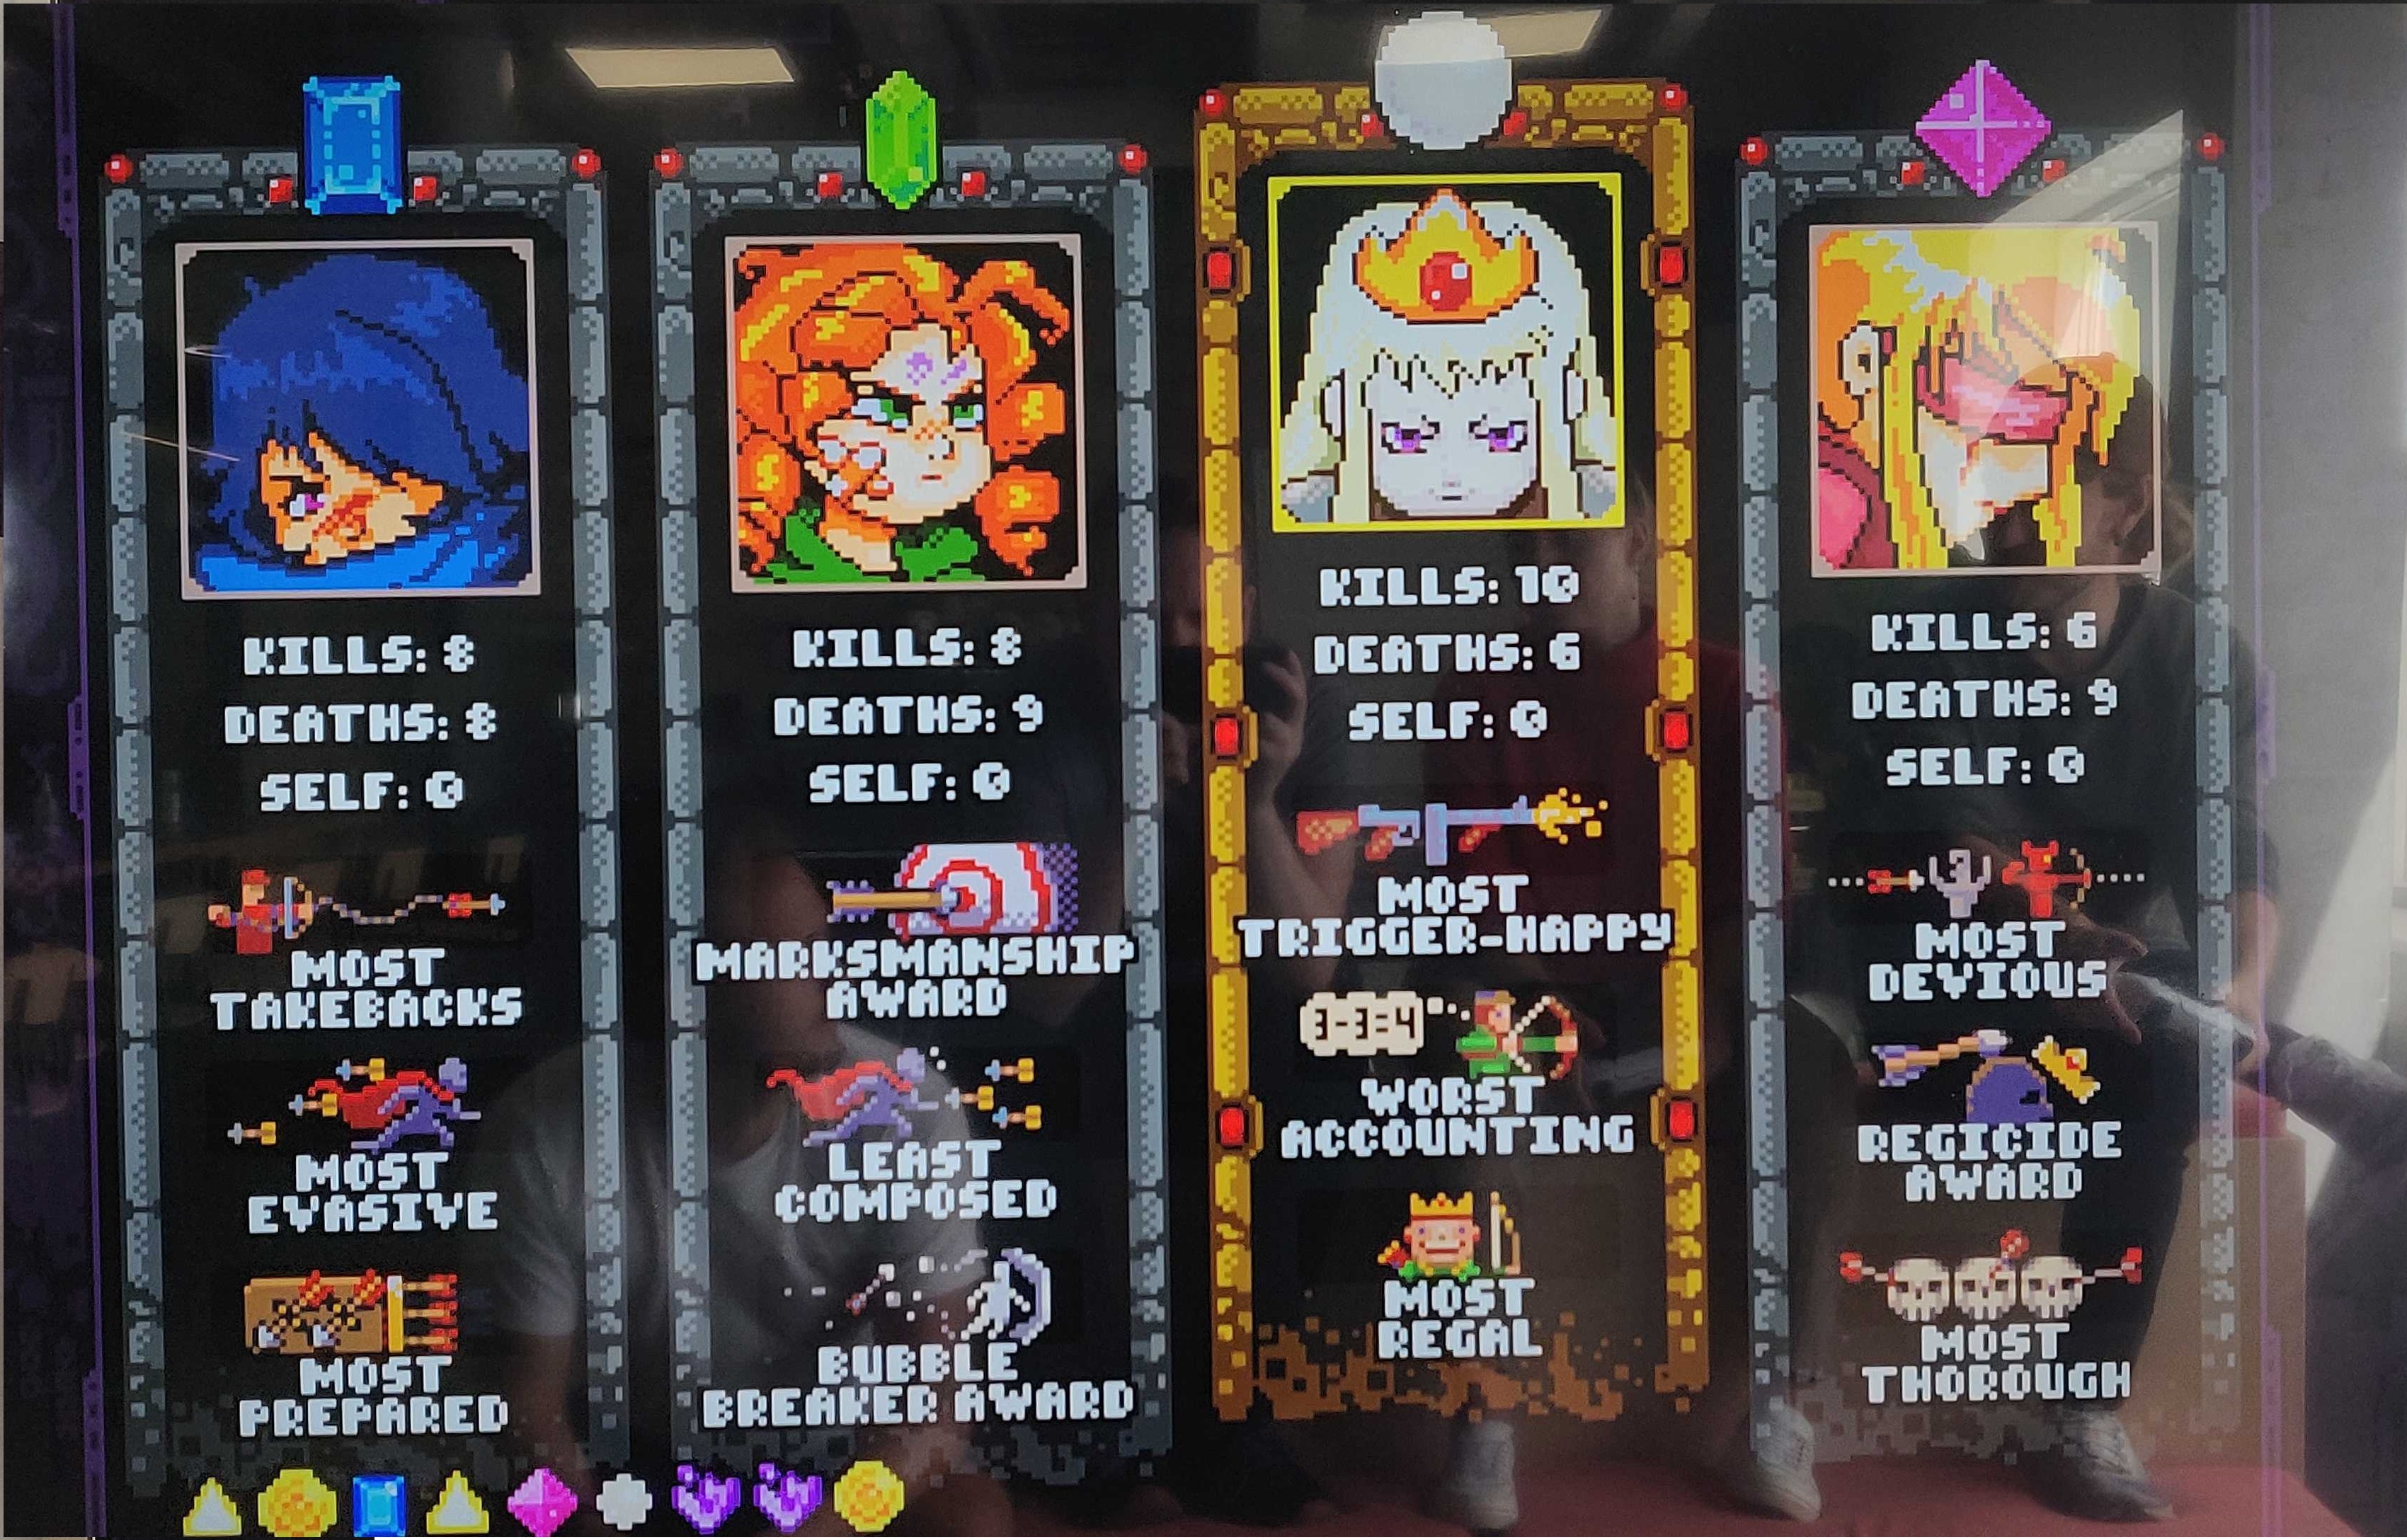 KILLS: 8
DEATHS: 8
SELF: 0
MOST
TAKEBACKS
MOST
EVASIVE
MOST
PREPARED
KILLS: 8
DEATHS: 9
SELF: 0
MARKSMANSHIP
AWARD
LEAST
COMPOSED
BUBBLE
BREAKER AWARD
KILLS: 10
DEATHS: 6
SELF: 0
MOST
TRIGGER-HAPPY
3-3=4
WORST
ACCOUNTING
MOST
REGAL
KILLS: 6
DEATHS: 9
SELF: 0
MOST
DEVIOUS
REGICIDE
AWARD
MOST
THOROUGH